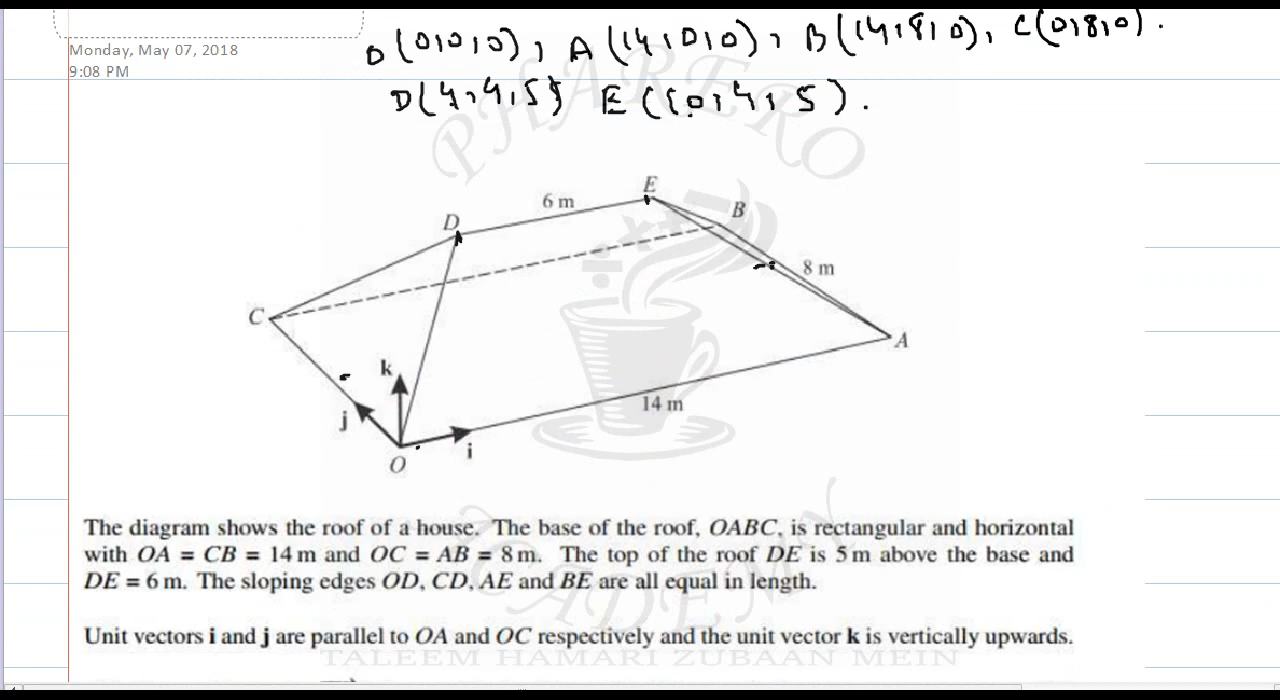 O(0,0,0), A(14,0,0), B(14,8,0), C(0,8,0).
Monday, May 07, 2018
9:08 PM
D(4,4,5) E(10,4,5).
PHARERO
E
6 m
B
D
8 m
C
k
A
14 m
j
i
O
The diagram shows the roof of a house. The base of the roof, OABC, is rectangular and horizontal
with OA = CB = 14 m and OC = AB = 8 m. The top of the roof DE is 5 m above the base and
DE = 6 m. The sloping edges OD, CD, AE and BE are all equal in length.
ACADEMY
Unit vectors i and j are parallel to OA and OC respectively and the unit vector k is vertically upwards.
TALEEM HAMARI ZUBAAN MEIN